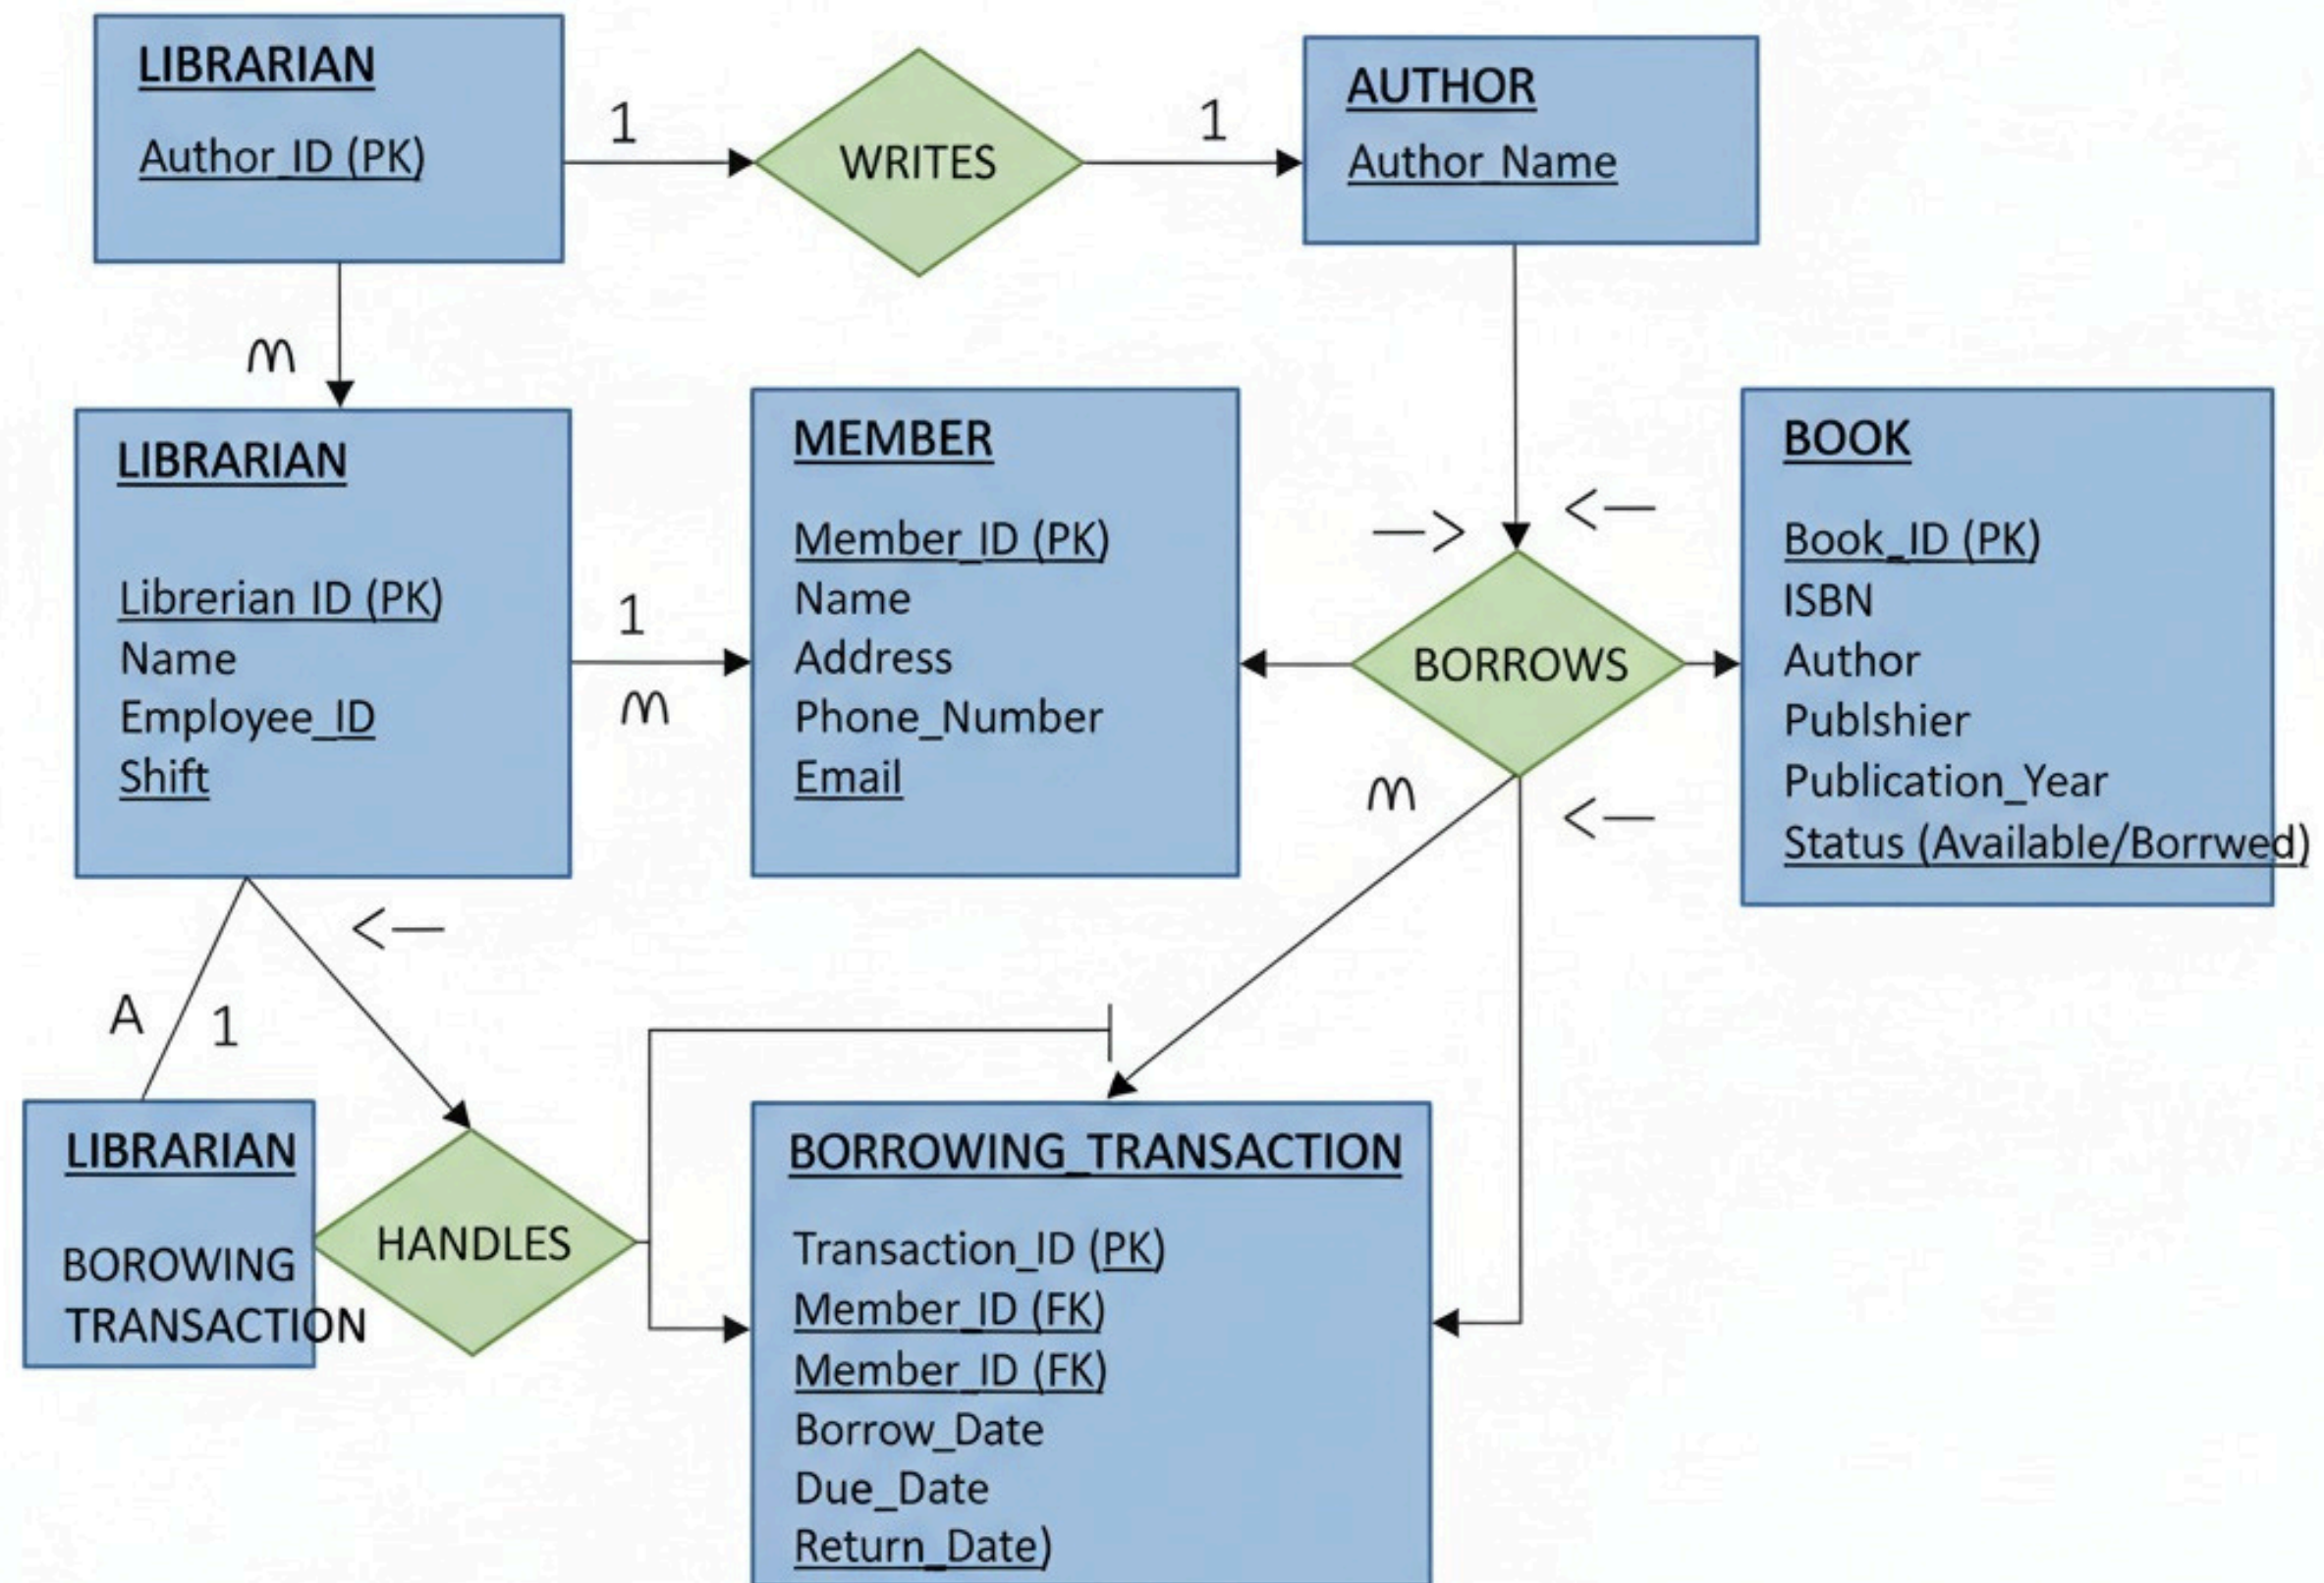 LIBRARIAN
Author_ID (PK)
1
WRITES
1
AUTHOR
Author_Name
m
LIBRARIAN
Librerian ID (PK)
Name
Employee_ID
Shift
1
m
MEMBER
Member_ID (PK)
Name
Address
Phone_Number
Email
BORROWS
m
BOOK
Book_ID (PK)
ISBN
Author
Publshier
Publication_Year
Status (Available/Borrwed)
A
1
LIBRARIAN
BOROWING
TRANSACTION
HANDLES
BORROWING_TRANSACTION
Transaction_ID (PK)
Member_ID (FK)
Member_ID (FK)
Borrow_Date
Due_Date
Return_Date)